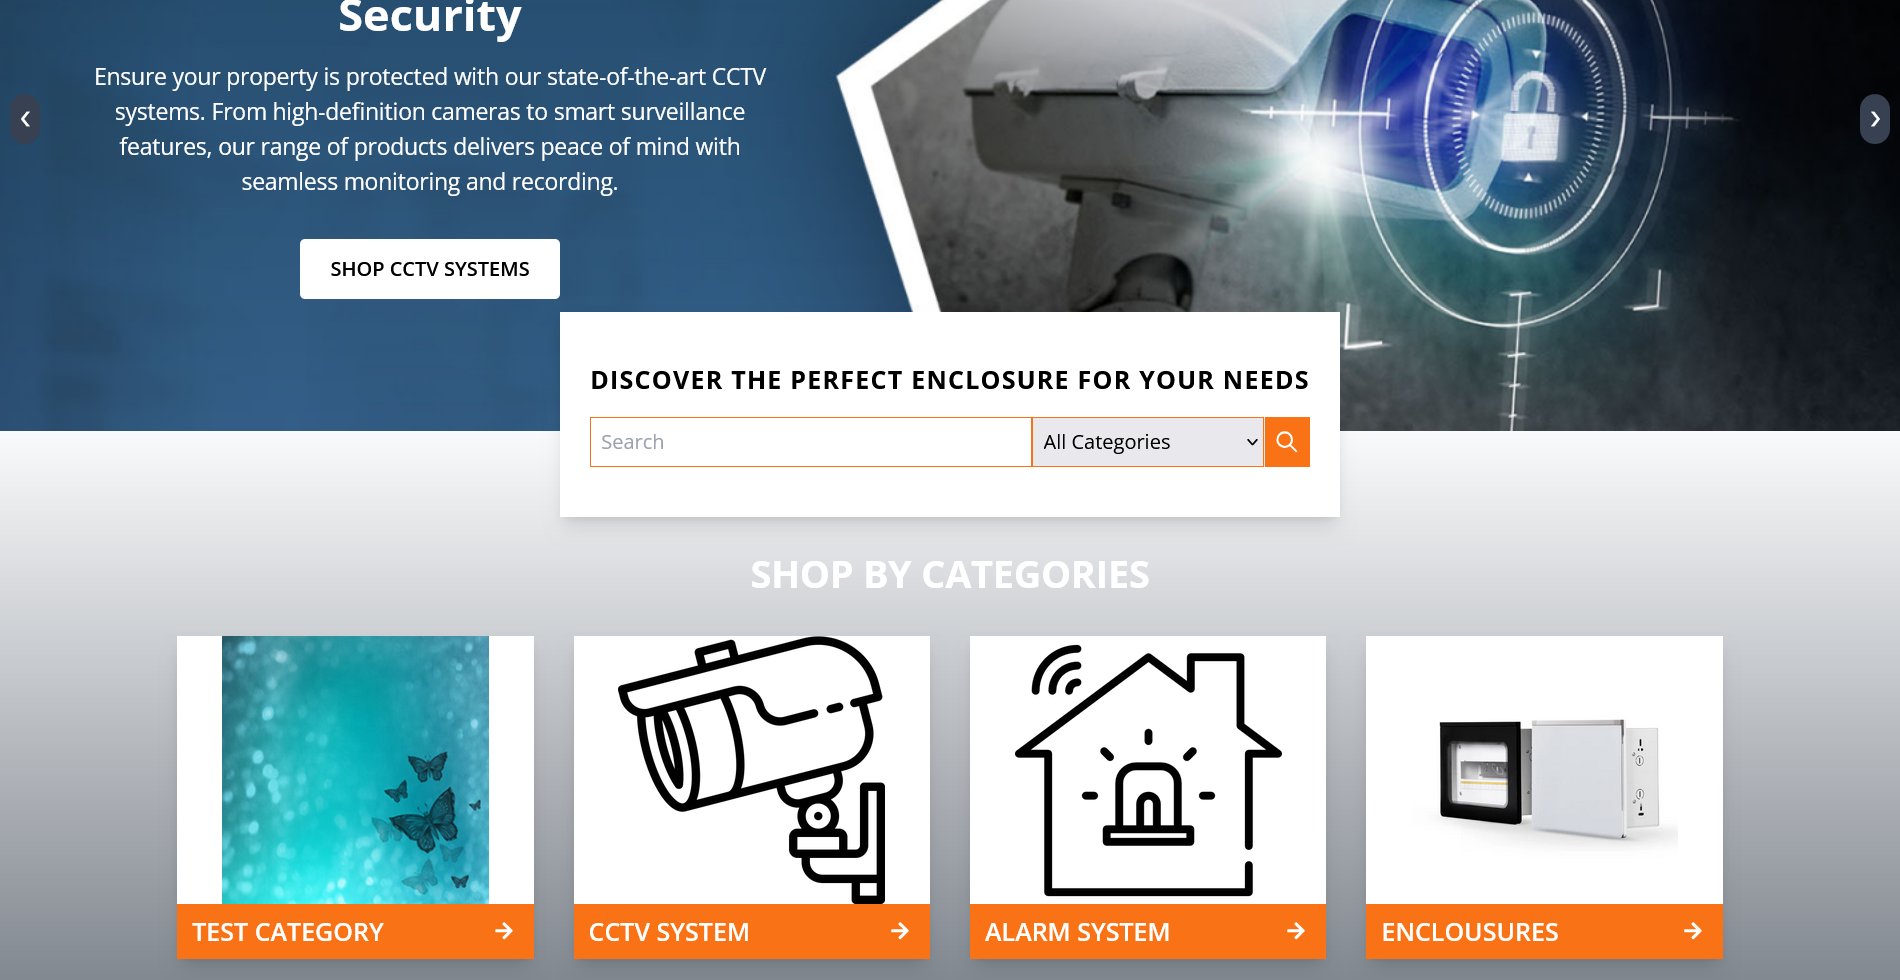 Security
Ensure your property is protected with our state-of-the-art CCTV
systems. From high-definition cameras to smart surveillance
features, our range of products delivers peace of mind with
seamless monitoring and recording.
SHOP CCTV SYSTEMS
DISCOVER THE PERFECT ENCLOSURE FOR YOUR NEEDS
Search
All Categories
SHOP BY CATEGORIES
TEST CATEGORY
CCTV SYSTEM
ALARM SYSTEM
ENCLOUSURES